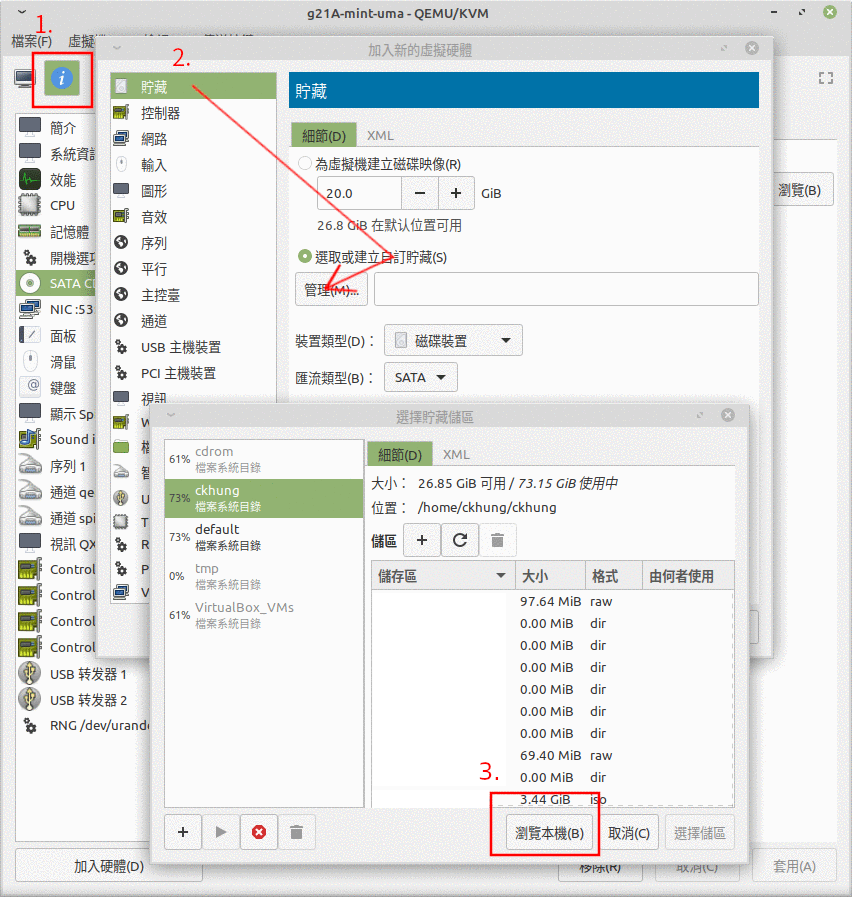 g21A-mint-uma - QEMU/KVM
1.
檔案(F)
2.
加入新的虛擬硬體
簡介
系統資訊
效能
CPU
記憶體
開機選項
SATA C
NIC :53
面板
滑鼠
鍵盤
顯示 Sp
Sound i
序列 1
通道 qe
通道 spi
視訊 QX
Control
Control
Control
Control
USB 转发器 1
USB 转发器 2
RNG /dev/urando
加入硬體(D)
貯藏
控制器
網路
輸入
圖形
音效
序列
平行
主控臺
通道
USB 主機裝置
PCI 主機裝置
視訊
貯藏
細節(D)
XML
為虛擬機建立磁碟映像(R)
20.0
−
+
GiB
26.8 GiB 在默认位置可用
選取或建立自訂貯藏(S)
管理(M)...
裝置類型(D)：
磁碟裝置
匯流類型(B)：
SATA
瀏覽(B)
選擇貯藏儲區
61%
cdrom
檔案系統目錄
73%
ckhung
檔案系統目錄
73%
default
檔案系統目錄
0%
tmp
檔案系統目錄
61%
VirtualBox_VMs
檔案系統目錄
細節(D)
XML
大小： 26.85 GiB 可用 / 73.15 GiB 使用中
位置： /home/ckhung/ckhung
儲區
儲存區 大小 格式 由何者使用
97.64 MiB raw
0.00 MiB dir
0.00 MiB dir
0.00 MiB dir
0.00 MiB dir
0.00 MiB dir
0.00 MiB dir
69.40 MiB raw
0.00 MiB dir
3.44 GiB iso
3.
瀏覽本機(B)
取消(C)
選擇儲區
移除(R)
取消(C)
套用(A)